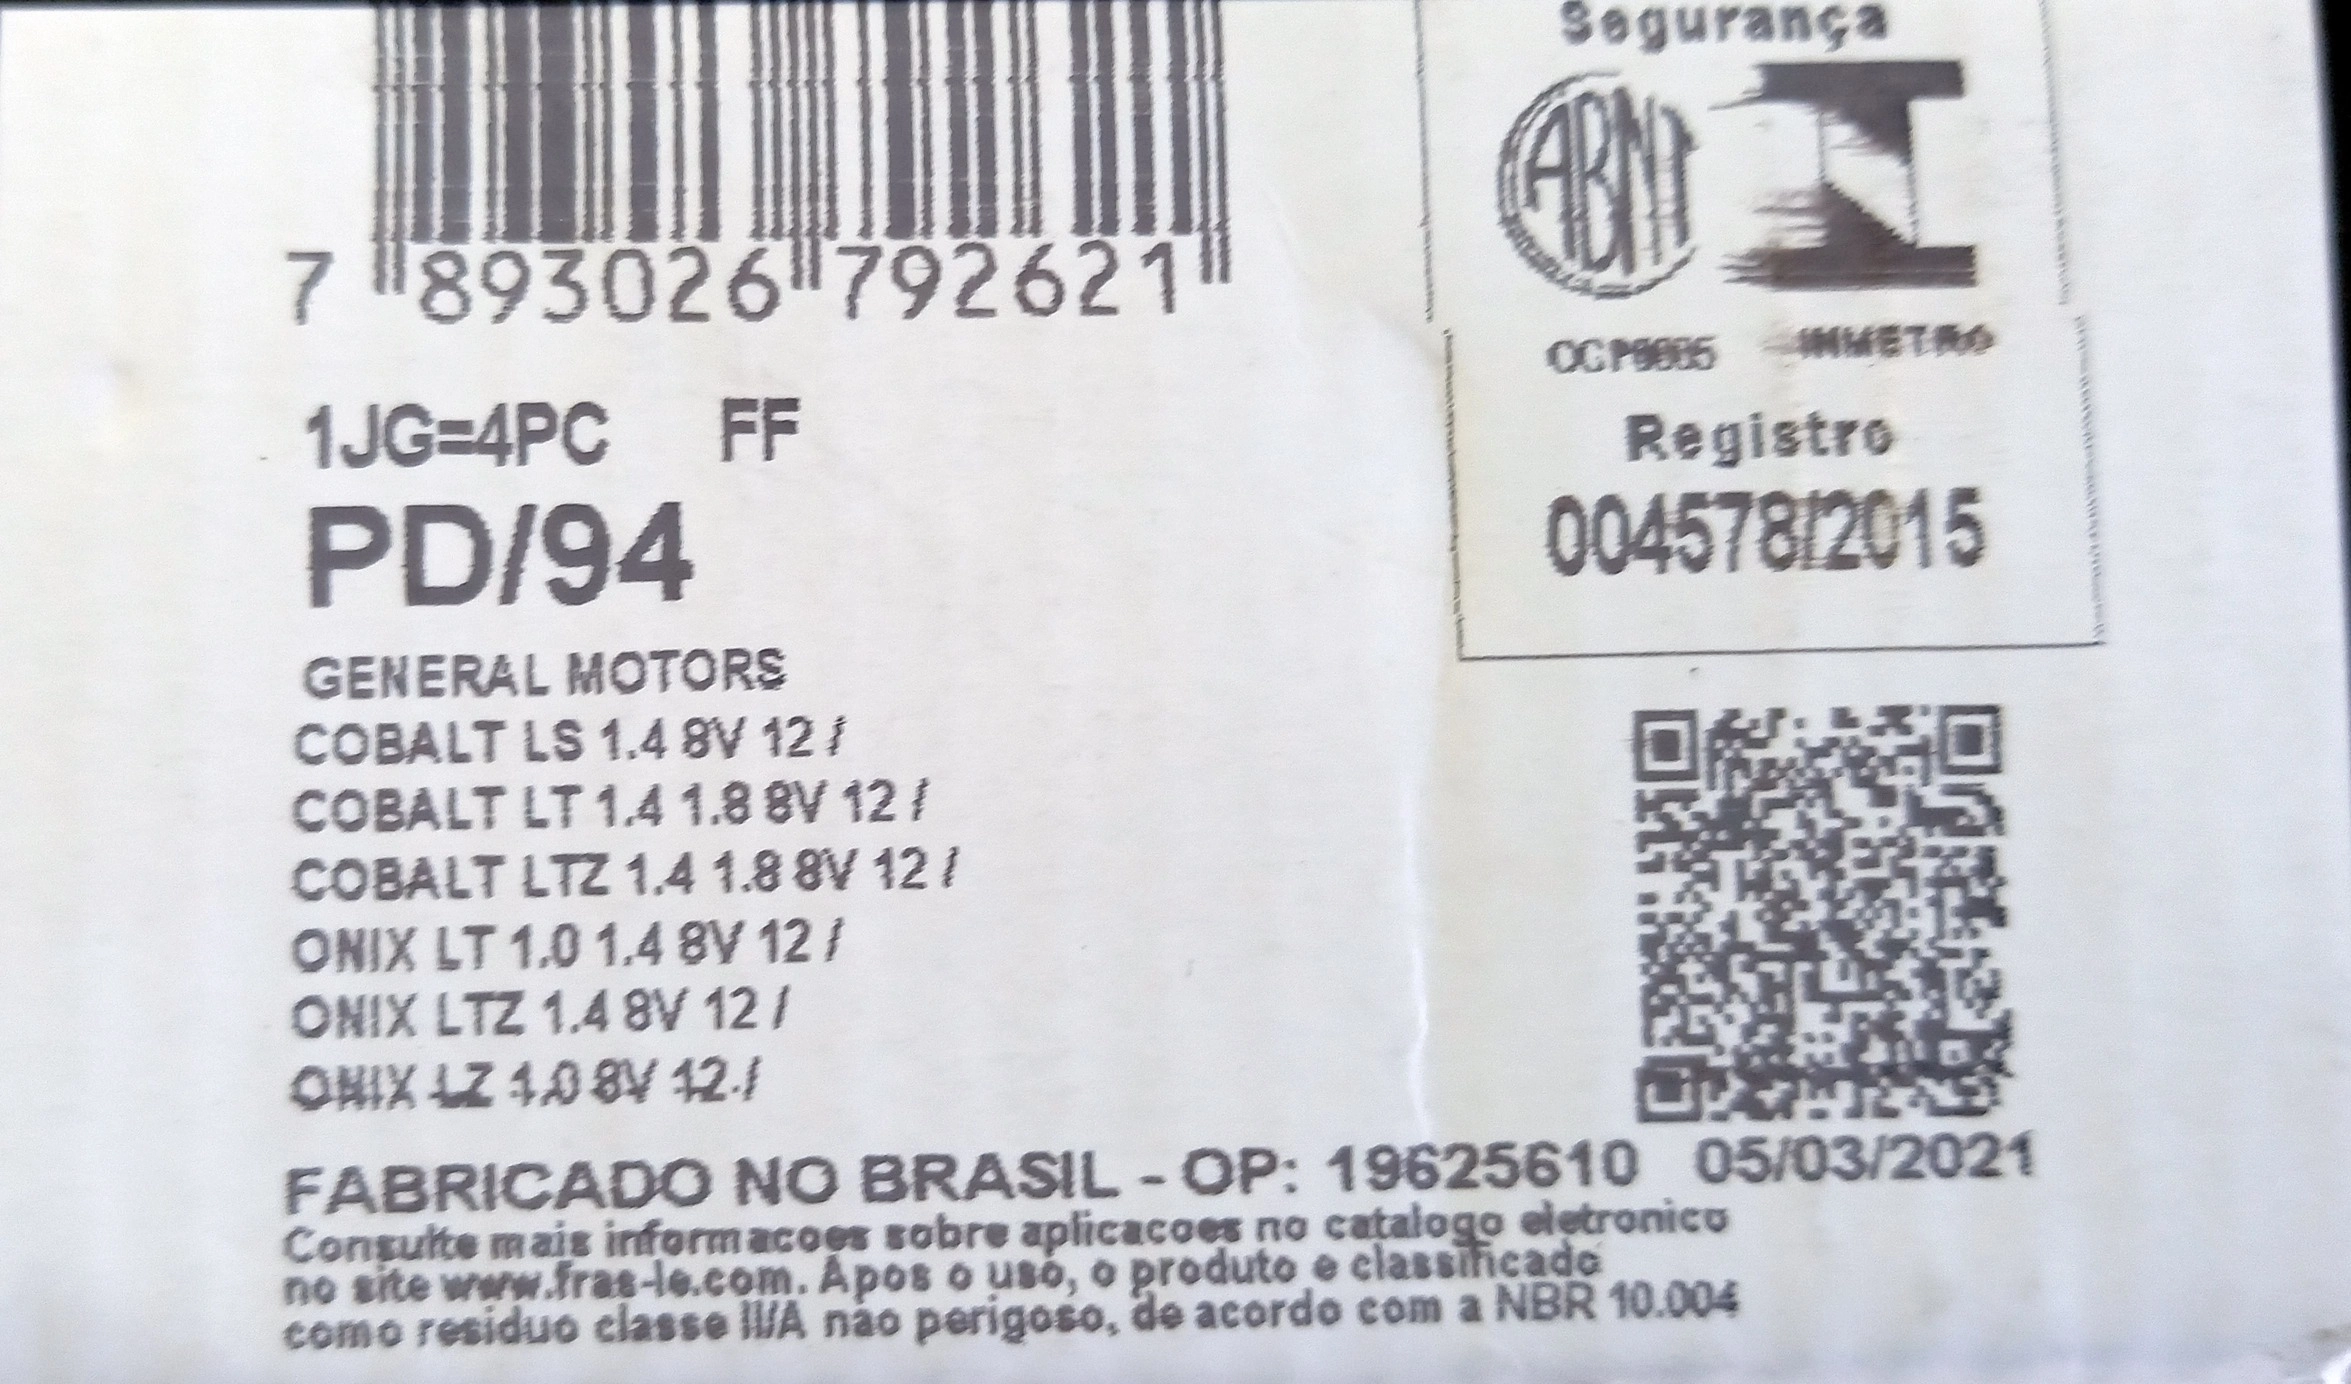 Segurança
ABNT
7 893026 792621
INMETRO
1JG=4PC FF
Registro
PD/94
004578/2015
GENERAL MOTORS
COBALT LS 1.4 8V 12 /
COBALT LT 1.4 1.8 8V 12 /
COBALT LTZ 1.4 1.8 8V 12 /
ONIX LT 1.0 1.4 8V 12 /
ONIX LTZ 1.4 8V 12 /
ONIX LZ 1.0 8V 12 /
FABRICADO NO BRASIL - OP: 19625610 05/03/2021
Consulte mais informacoes sobre aplicacoes no catalogo eletronico
no site www.fras-le.com. Apos o uso, o produto e classificado
como residuo classe II/A nao perigoso, de acordo com a NBR 10.004